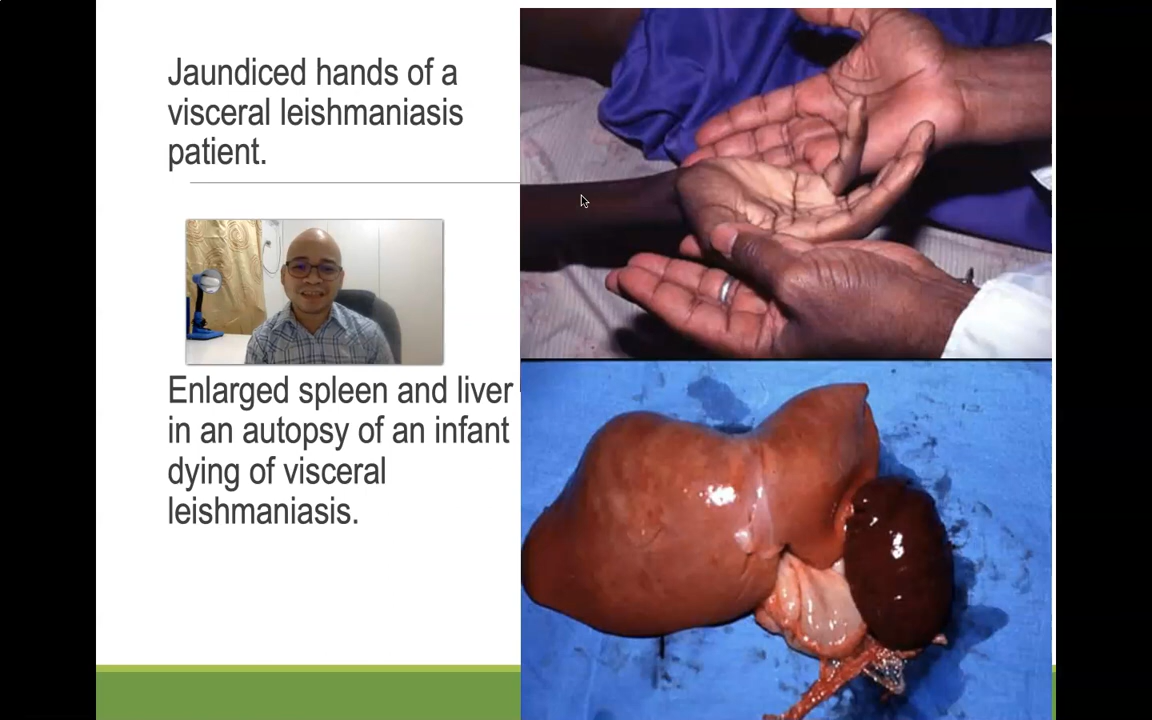 Jaundiced hands of a
visceral leishmaniasis
patient.
Enlarged spleen and liver
in an autopsy of an infant
dying of visceral
leishmaniasis.